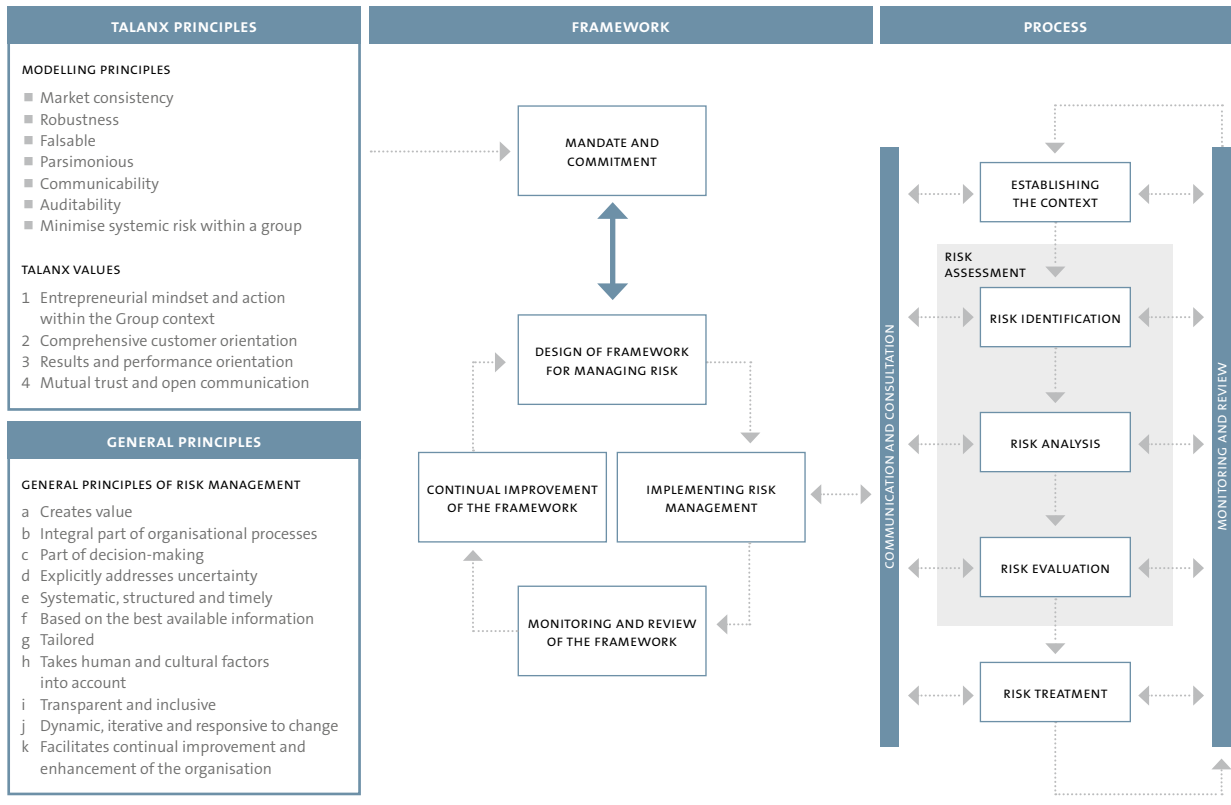 TALANX PRINCIPLES
MODELLING PRINCIPLES
Market consistency
Robustness
Falsable
Parsimonious
Communicability
Auditability
Minimise systemic risk within a group
TALANX VALUES
1 Entrepreneurial mindset and action
within the Group context
2 Comprehensive customer orientation
3 Results and performance orientation
4 Mutual trust and open communication
GENERAL PRINCIPLES
GENERAL PRINCIPLES OF RISK MANAGEMENT
a Creates value
b Integral part of organisational processes
c Part of decision-making
d Explicitly addresses uncertainty
e Systematic, structured and timely
f Based on the best available information
g Tailored
h Takes human and cultural factors
into account
i Transparent and inclusive
j Dynamic, iterative and responsive to change
k Facilitates continual improvement and
enhancement of the organisation
FRAMEWORK
MANDATE AND
COMMITMENT
DESIGN OF FRAMEWORK
FOR MANAGING RISK
CONTINUAL IMPROVEMENT
OF THE FRAMEWORK
IMPLEMENTING RISK
MANAGEMENT
MONITORING AND REVIEW
OF THE FRAMEWORK
PROCESS
COMMUNICATION AND CONSULTATION
ESTABLISHING
THE CONTEXT
RISK
ASSESSMENT
RISK IDENTIFICATION
RISK ANALYSIS
RISK EVALUATION
RISK TREATMENT
MONITORING AND REVIEW